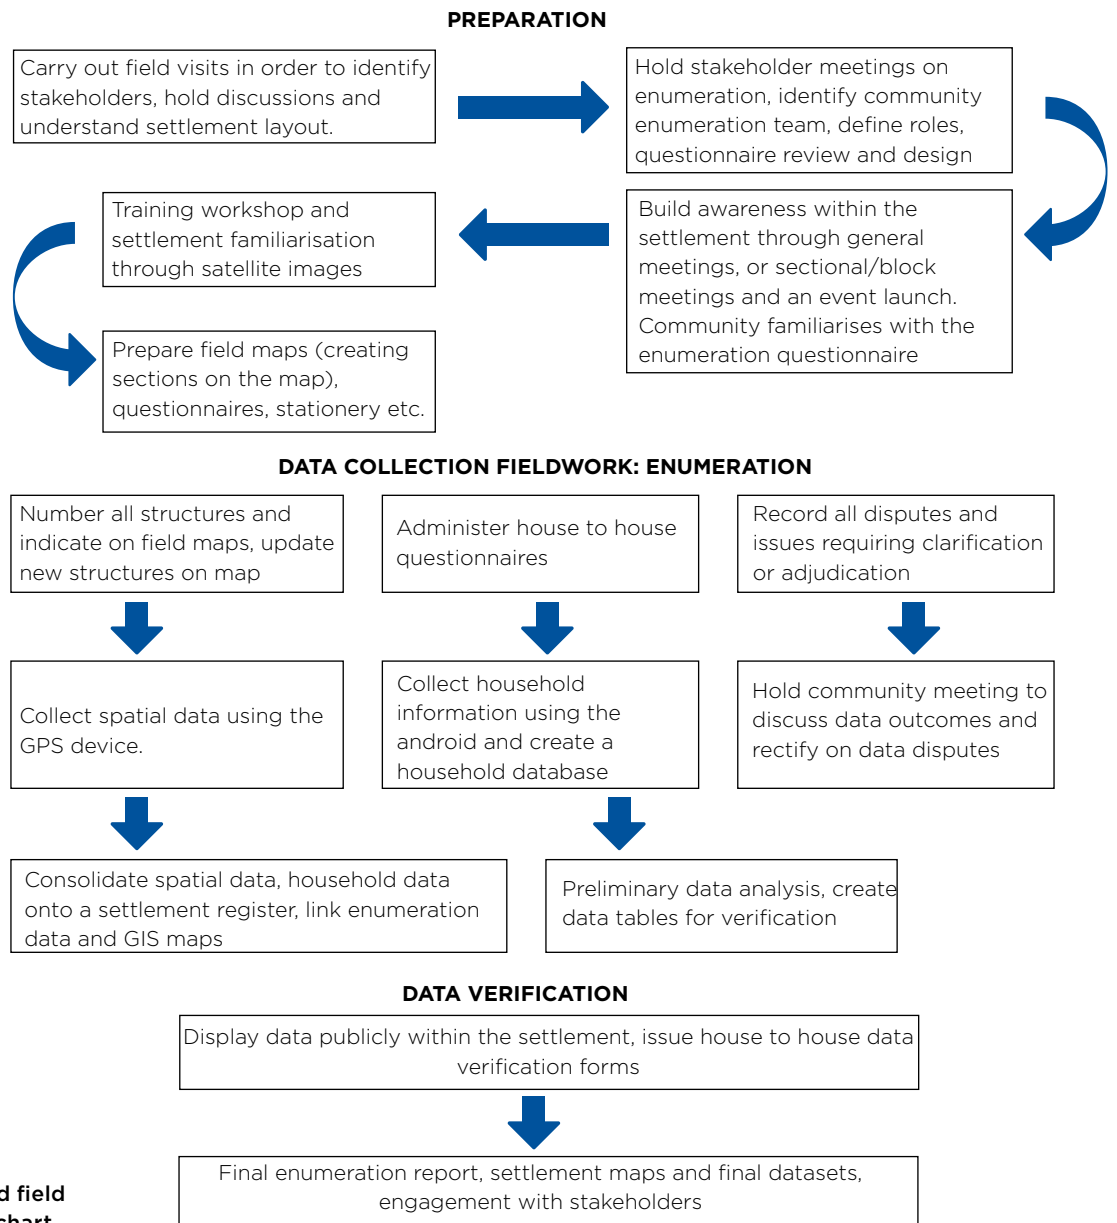 PREPARATION
Carry out field visits in order to identify
stakeholders, hold discussions and
understand settlement layout.
Hold stakeholder meetings on
enumeration, identify community
enumeration team, define roles,
questionnaire review and design
Build awareness within the
settlement through general
meetings, or sectional/block
meetings and an event launch.
Community familiarises with the
enumeration questionnaire
Training workshop and
settlement familiarisation
through satellite images
Prepare field maps (creating
sections on the map),
questionnaires, stationery etc.
DATA COLLECTION FIELDWORK: ENUMERATION
Number all structures and
indicate on field maps, update
new structures on map
Administer house to house
questionnaires
Record all disputes and
issues requiring clarification
or adjudication
Collect spatial data using the
GPS device.
Collect household
information using the
android and create a
household database
Hold community meeting to
discuss data outcomes and
rectify on data disputes
Consolidate spatial data, household data
onto a settlement register, link enumeration
data and GIS maps
Preliminary data analysis, create
data tables for verification
DATA VERIFICATION
Display data publicly within the settlement, issue house to house data
verification forms
Final enumeration report, settlement maps and final datasets,
engagement with stakeholders
field
chart